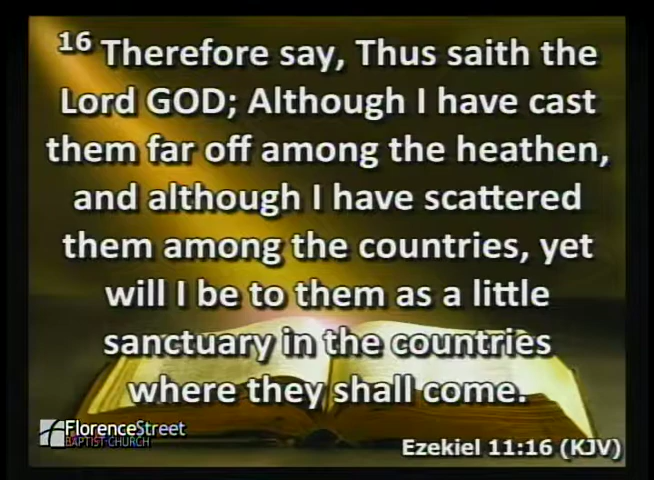 16 Therefore say, Thus saith the
Lord GOD; Although I have cast
them far off among the heathen,
and although I have scattered
them among the countries, yet
will I be to them as a little
sanctuary in the countries
where they shall come.
FlorenceStreet
BAPTIST·CHURCH
Ezekiel 11:16 (KJV)